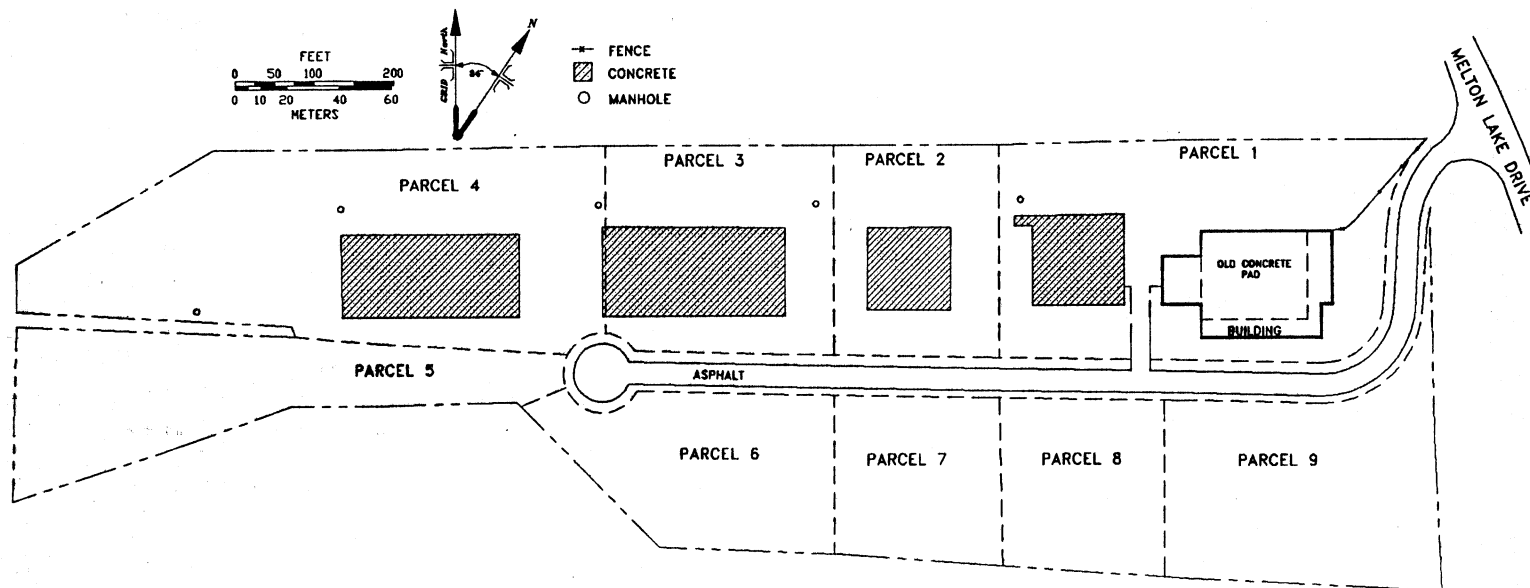 FEET
0 50 100 200
0 10 20 40 60
METERS
GRID North
N
FENCE
CONCRETE
MANHOLE
MELTON LAKE DRIVE
PARCEL 1
PARCEL 2
PARCEL 3
PARCEL 4
OLD CONCRETE
PAD
BUILDING
PARCEL 5
ASPHALT
PARCEL 6
PARCEL 7
PARCEL 8
PARCEL 9